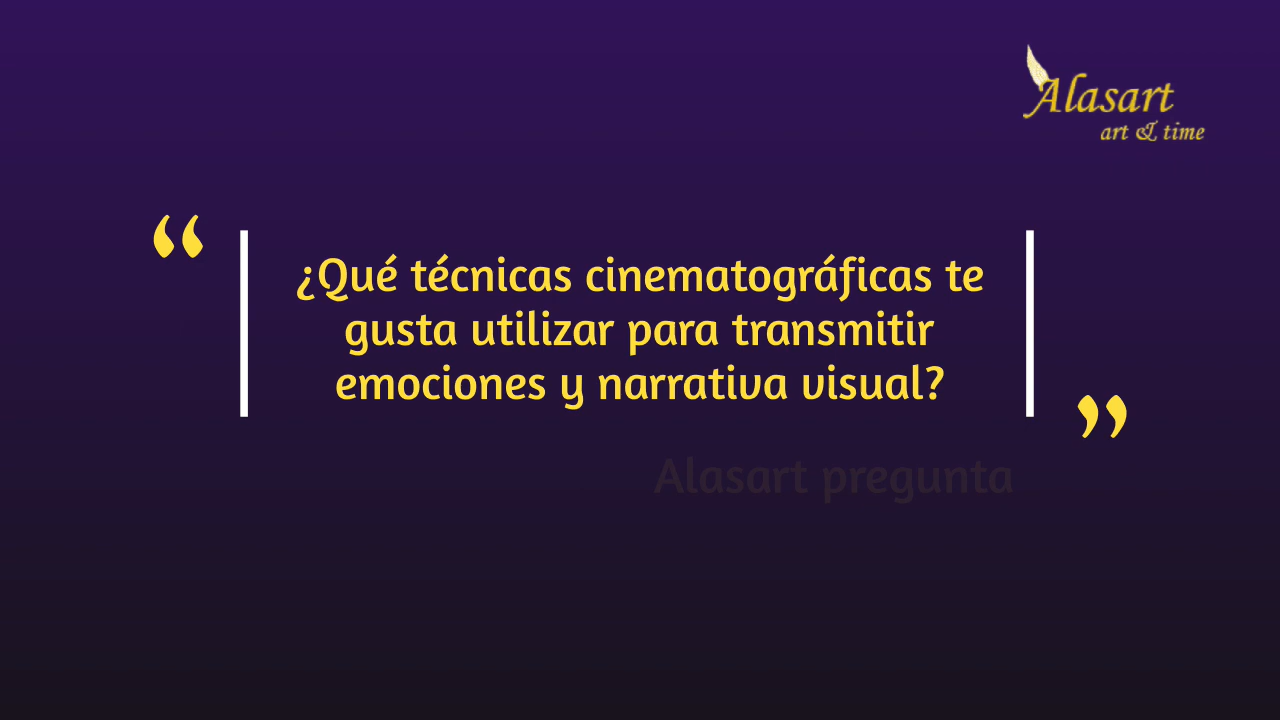 Alasart
art & time
“
¿Qué técnicas cinematográficas te
gusta utilizar para transmitir
emociones y narrativa visual?
”
Alasart pregunta